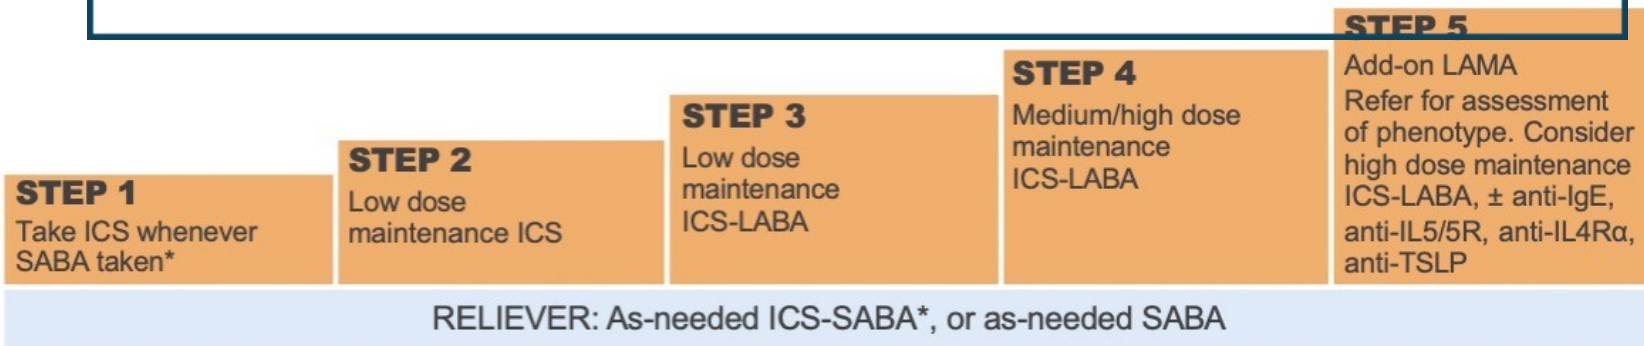 STEP 1
Take ICS whenever
SABA taken*
STEP 2
Low dose
maintenance ICS
STEP 3
Low dose
maintenance
ICS-LABA
STEP 4
Medium/high dose
maintenance
ICS-LABA
STEP 5
Add-on LAMA
Refer for assessment
of phenotype. Consider
high dose maintenance
ICS-LABA, ± anti-IgE,
anti-IL5/5R, anti-IL4Rα,
anti-TSLP
RELIEVER: As-needed ICS-SABA*, or as-needed SABA